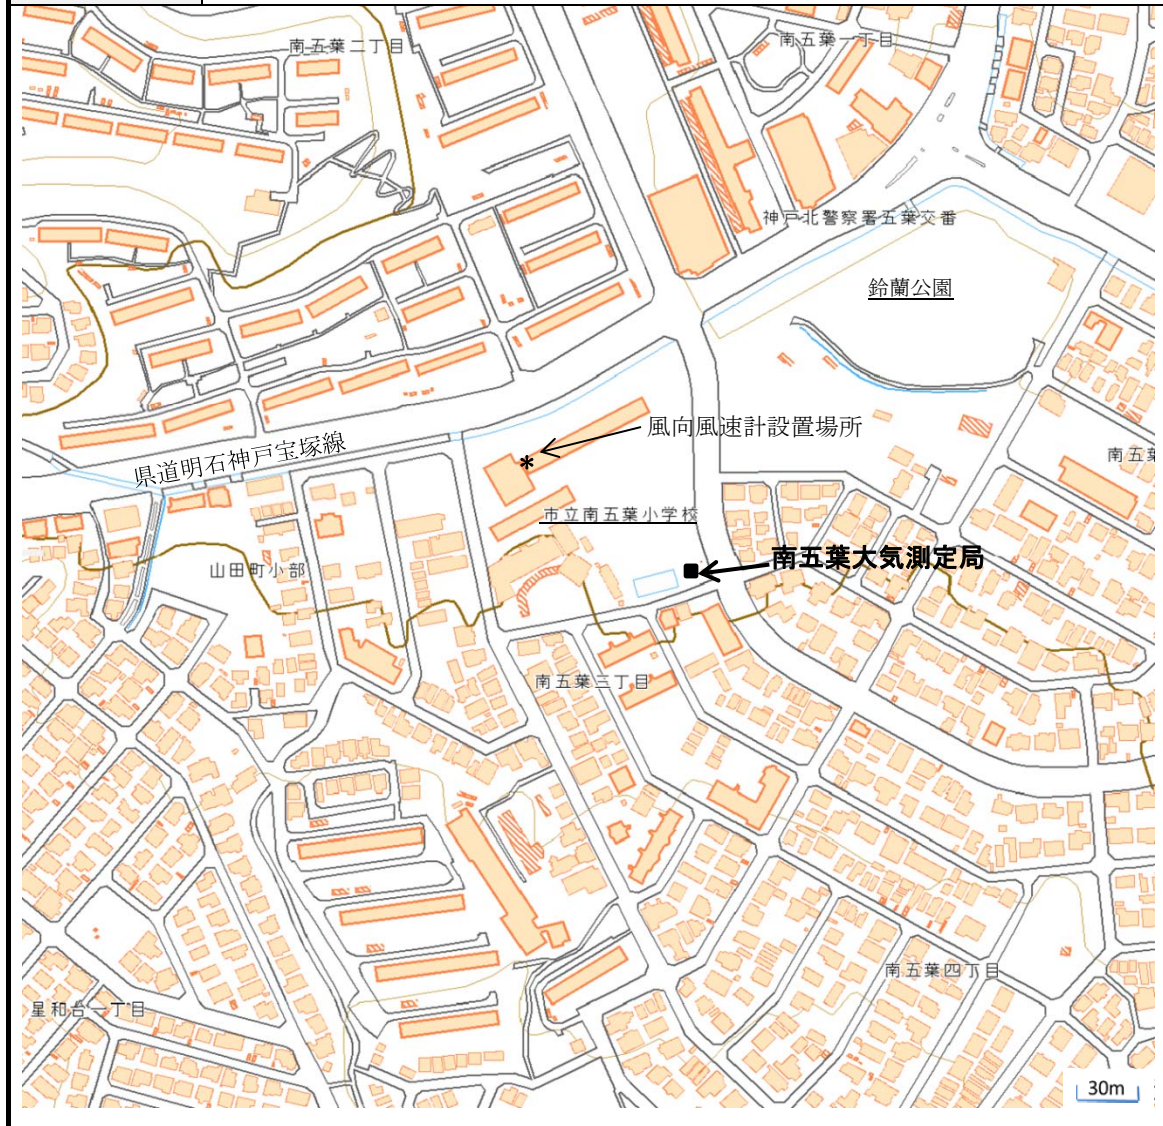 南五葉二丁目
南五葉一丁目
神戸北警察署五葉交番
鈴蘭公園
風向風速計設置場所
*
県道明石神戸宝塚線
南五葉
市立南五葉小学校
南五葉大気測定局
山田町小部
南五葉三丁目
南五葉四丁目
星和台一丁目
30m